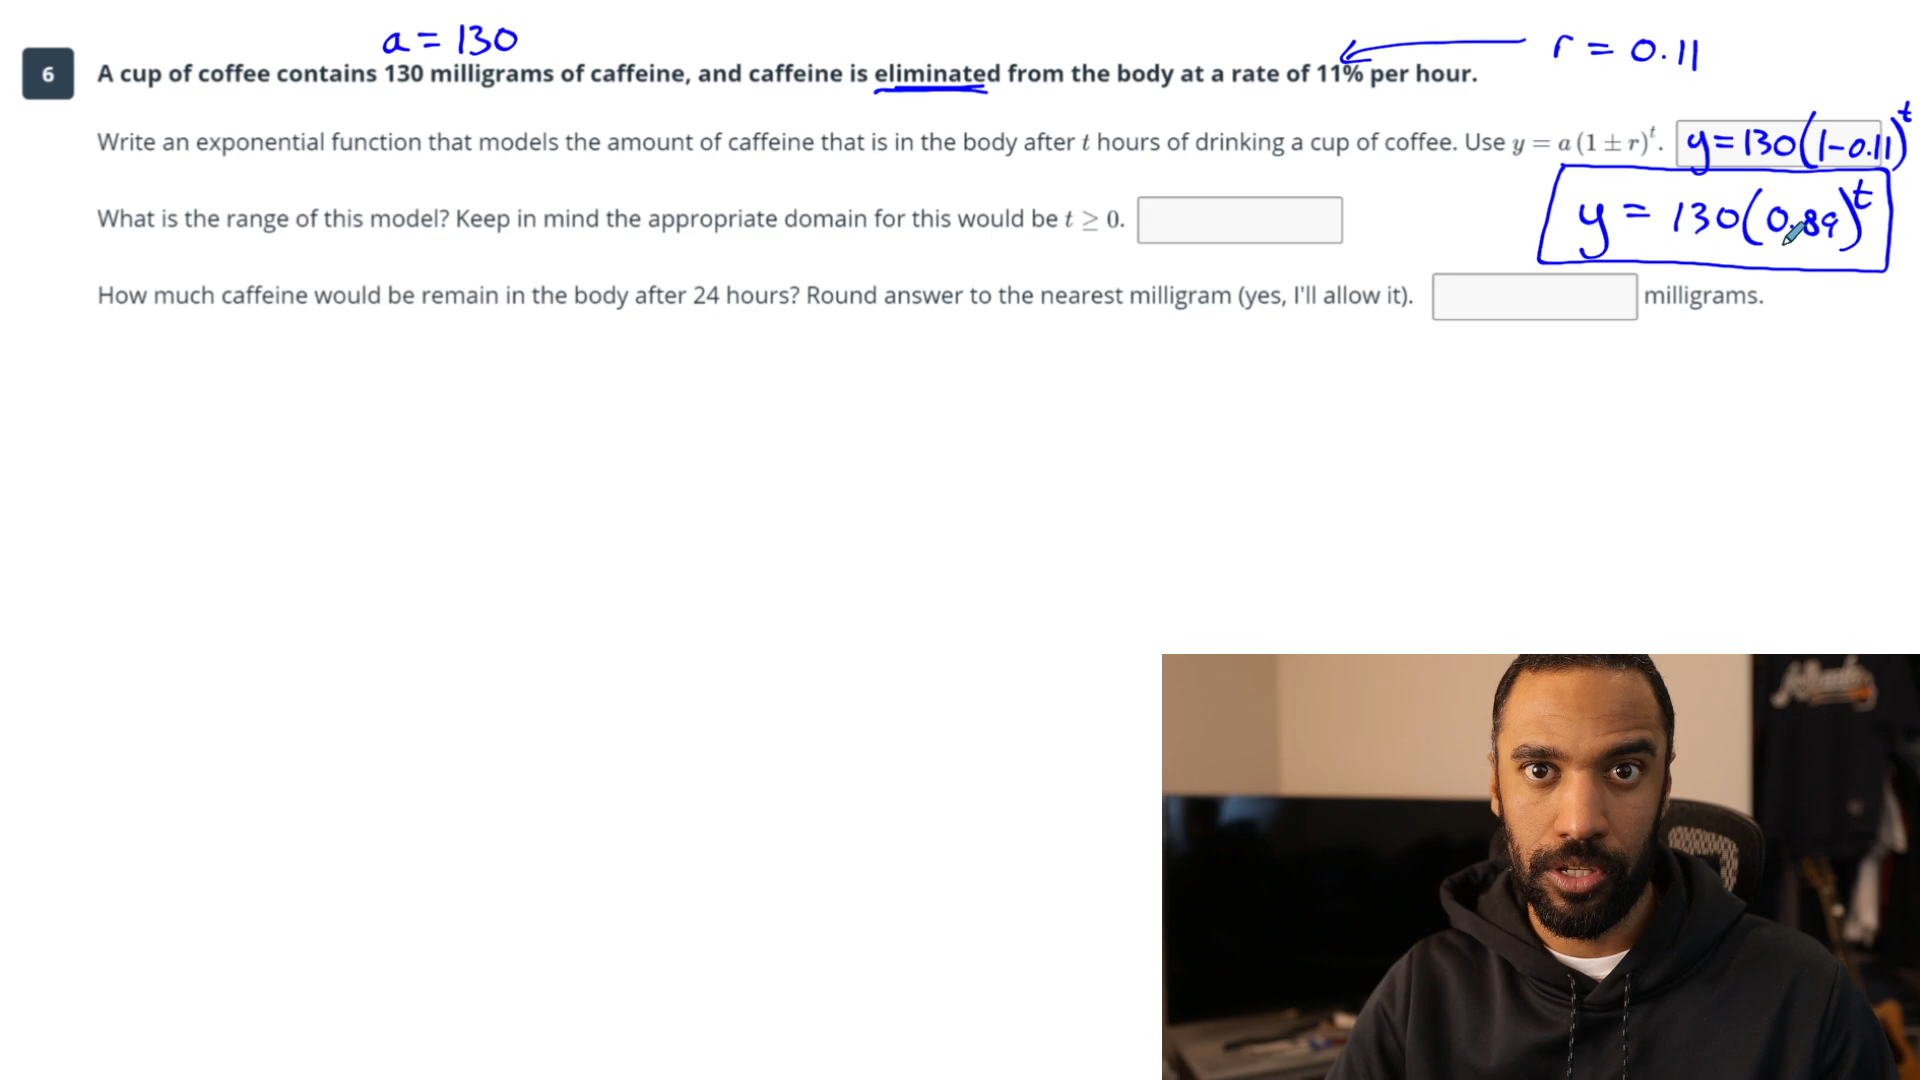 a = 130
r = 0.11
6 A cup of coffee contains 130 milligrams of caffeine, and caffeine is eliminated from the body at a rate of 11% per hour.
Write an exponential function that models the amount of caffeine that is in the body after t hours of drinking a cup of coffee. Use y = a (1 ± r)^t.
y=130(1-0.11)^t
What is the range of this model? Keep in mind the appropriate domain for this would be t ≥ 0.
y = 130(0.89)^t
How much caffeine would be remain in the body after 24 hours? Round answer to the nearest milligram (yes, I'll allow it). milligrams.